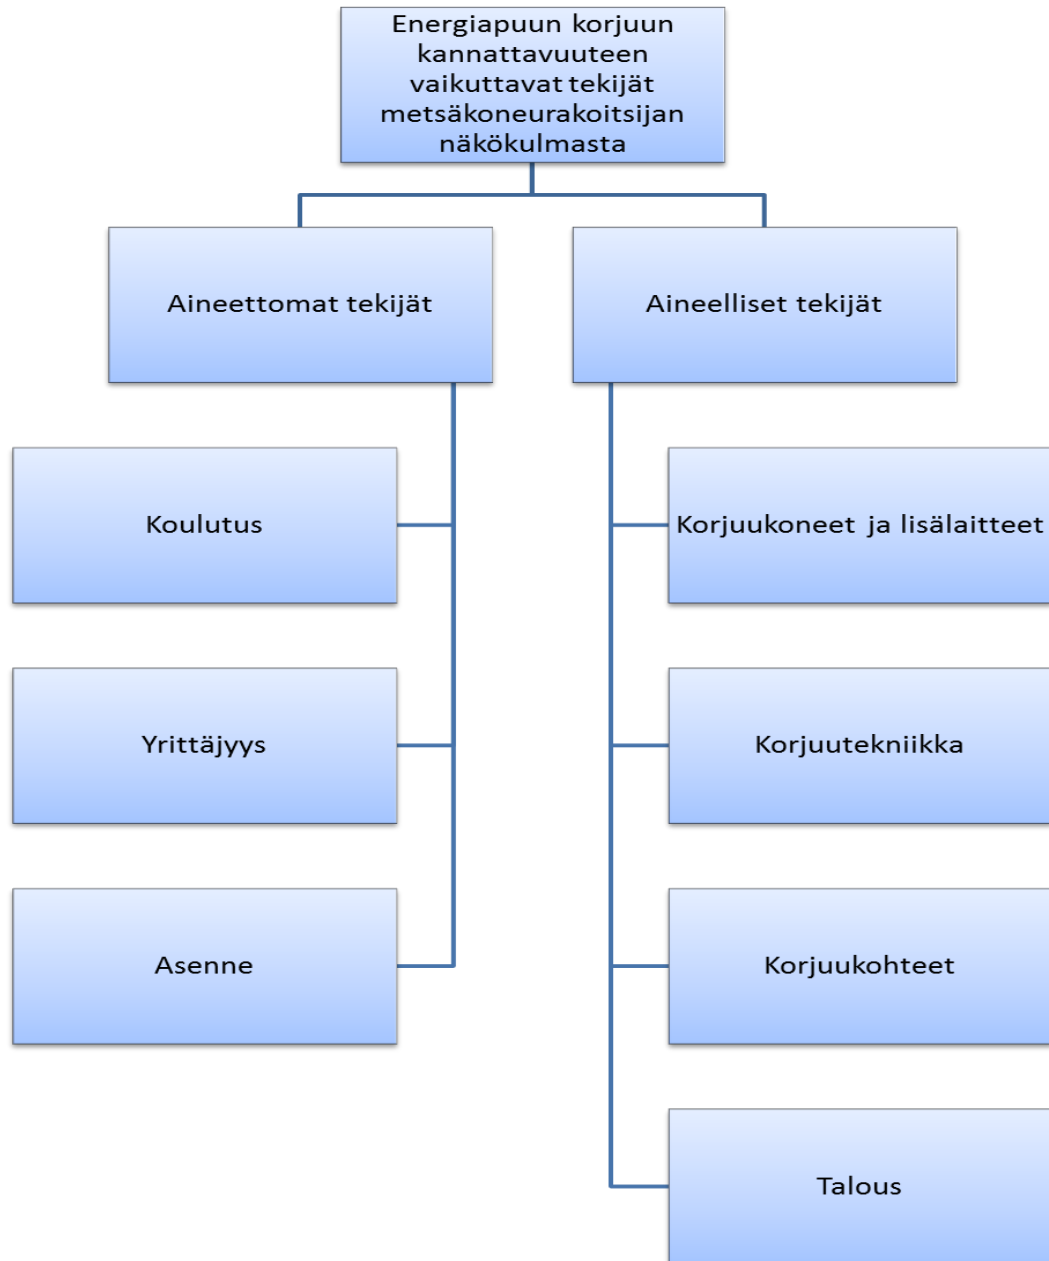 Energiapuun korjuun
kannattavuuteen
vaikuttavat tekijät
metsäkoneurakoitsijan
näkökulmasta
Aineettomat tekijät
Aineelliset tekijät
Koulutus
Korjuukoneet ja lisälaitteet
Yrittäjyys
Korjuutekniikka
Asenne
Korjuukohteet
Talous